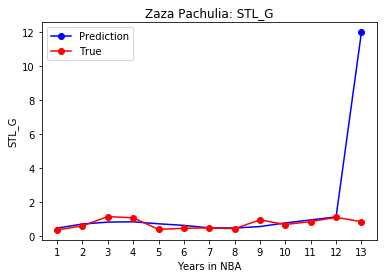 Zaza Pachulia: STL_G
Prediction
True
STL_G
12
10
8
6
4
2
0
1 2 3 4 5 6 7 8 9 10 11 12 13
Years in NBA